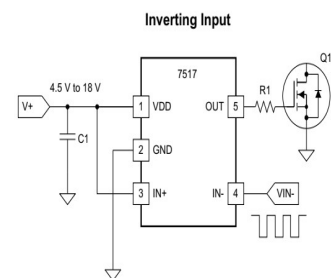 Inverting Input
Q1
4.5 V to 18 V
7517
R1
V+
1 VDD
OUT 5
C1
2 GND
3 IN+
IN- 4
VIN-